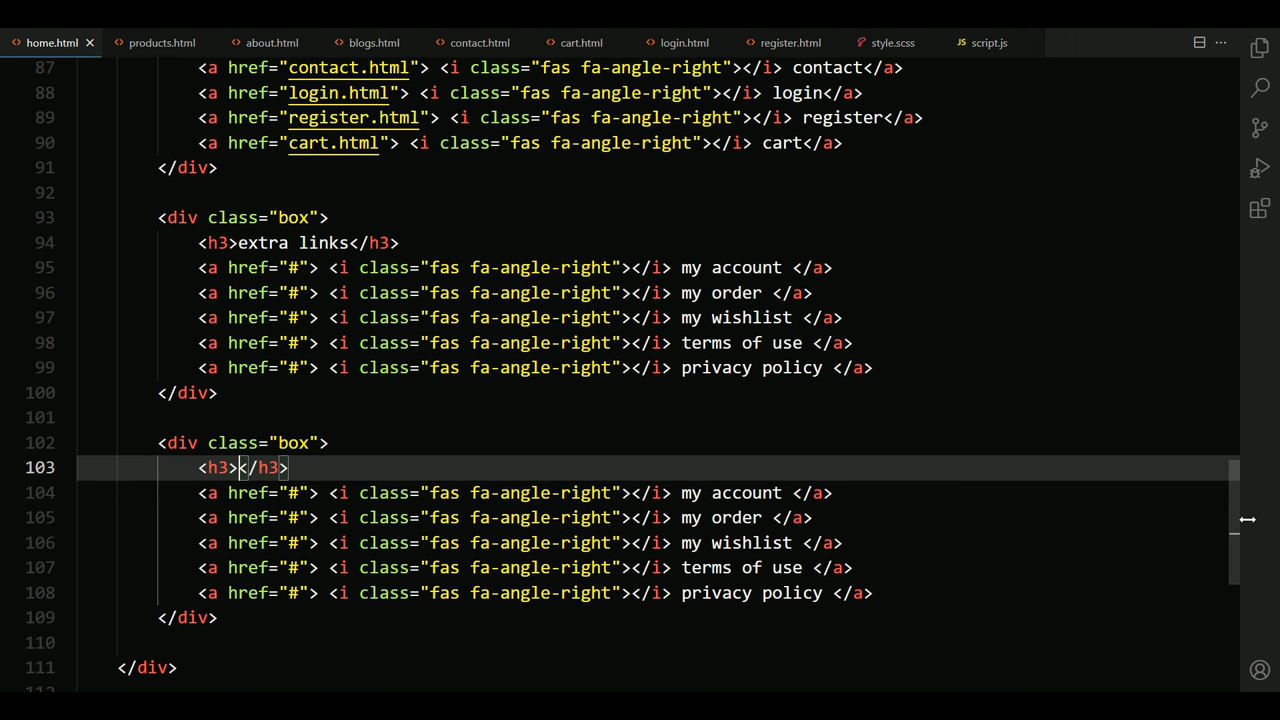 home.html products.html about.html blogs.html contact.html cart.html login.html register.html style.scss JS script.js
87 <a href="contact.html"> <i class="fas fa-angle-right"></i> contact</a>
88 <a href="login.html"> <i class="fas fa-angle-right"></i> login</a>
89 <a href="register.html"> <i class="fas fa-angle-right"></i> register</a>
90 <a href="cart.html"> <i class="fas fa-angle-right"></i> cart</a>
91 </div>
92
93 <div class="box">
94 <h3>extra links</h3>
95 <a href="#"> <i class="fas fa-angle-right"></i> my account </a>
96 <a href="#"> <i class="fas fa-angle-right"></i> my order </a>
97 <a href="#"> <i class="fas fa-angle-right"></i> my wishlist </a>
98 <a href="#"> <i class="fas fa-angle-right"></i> terms of use </a>
99 <a href="#"> <i class="fas fa-angle-right"></i> privacy policy </a>
100 </div>
101
102 <div class="box">
103 <h3></h3>
104 <a href="#"> <i class="fas fa-angle-right"></i> my account </a>
105 <a href="#"> <i class="fas fa-angle-right"></i> my order </a>
106 <a href="#"> <i class="fas fa-angle-right"></i> my wishlist </a>
107 <a href="#"> <i class="fas fa-angle-right"></i> terms of use </a>
108 <a href="#"> <i class="fas fa-angle-right"></i> privacy policy </a>
109 </div>
110
111 </div>
112